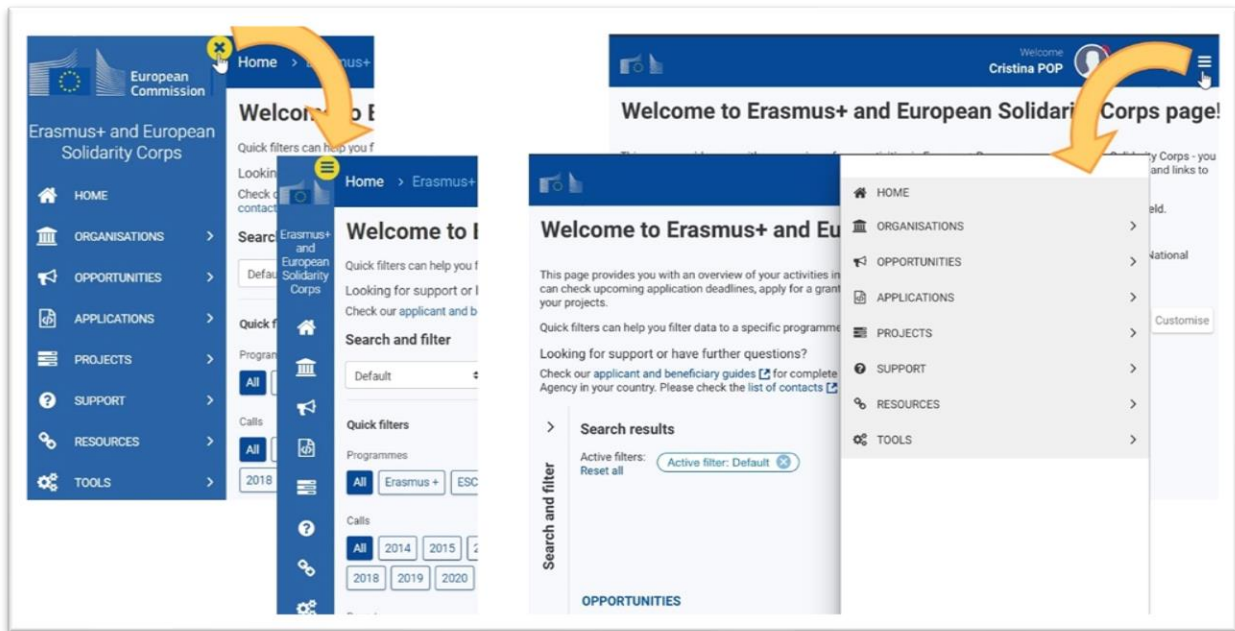 European
Commission
Erasmus+ and European
Solidarity Corps
HOME
ORGANISATIONS
OPPORTUNITIES
APPLICATIONS
PROJECTS
SUPPORT
RESOURCES
TOOLS
Home >
Quick filters can
All
Calls
All
2018
Erasmus+
and
European
Solidarity
Corps
Home > Erasmus+
Welcome to
Quick filters can help you f
Looking for support or
Check our applicant and b
Search and filter
Default
Quick filters
Programmes
All Erasmus + ESC
Calls
All 2014 2015
2018 2019 2020
Welcome
Cristina POP
Welcome to Erasmus+ and European Corps page!
Solidarity Corps - you
and links to
National
Customise
Welcome to Erasmus+ and Eu
This page provides you with an overview of your activities in
can check upcoming application deadlines, apply for a grant
your projects.
Quick filters can help you filter data to a specific programme
Looking for support or have further questions?
Check our applicant and beneficiary guides for complete
Agency in your country. Please check the list of contacts
Search and filter
Search results
Active filters: Active filter: Default
Reset all
OPPORTUNITIES
HOME
ORGANISATIONS
OPPORTUNITIES
APPLICATIONS
PROJECTS
SUPPORT
RESOURCES
TOOLS